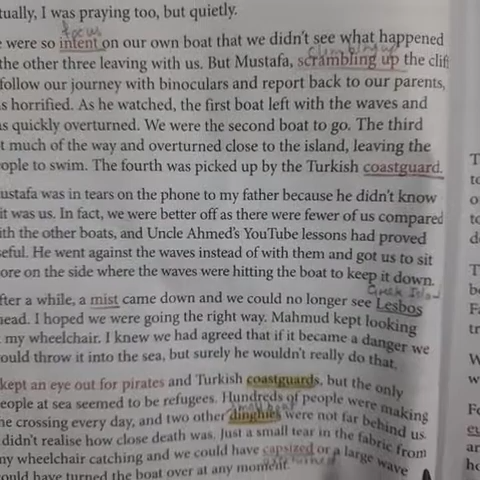 tually, I was praying too, but quietly.
focus
were so intent on our own boat that we didn't see what happened
climbing up
the other three leaving with us. But Mustafa, scrambling up the clif
follow our journey with binoculars and report back to our parents,
s horrified. As he watched, the first boat left with the waves and
s quickly overturned. We were the second boat to go. The third
t much of the way and overturned close to the island, leaving the
ople to swim. The fourth was picked up by the Turkish coastguard.
ustafa was in tears on the phone to my father because he didn't know
it was us. In fact, we were better off as there were fewer of us compared
ith the other boats, and Uncle Ahmed's YouTube lessons had proved
seful. He went against the waves instead of with them and got us to sit
ore on the side where the waves were hitting the boat to keep it down.
Greek Island
fter a while, a mist came down and we could no longer see Lesbos
head. I hoped we were going the right way. Mahmud kept looking
my wheelchair. I knew we had agreed that if it became a danger we
ould throw it into the sea, but surely he wouldn't really do that.
kept an eye out for pirates and Turkish coastguards, but the only
eople at sea seemed to be refugees. Hundreds of people were making
boat
he crossing every day, and two other dinghies were not far behind us.
didn't realise how close death was. Just a small tear in the fabric from
my wheelchair catching and we could have capsized or a large wave
ould have turned the boat over at any moment.